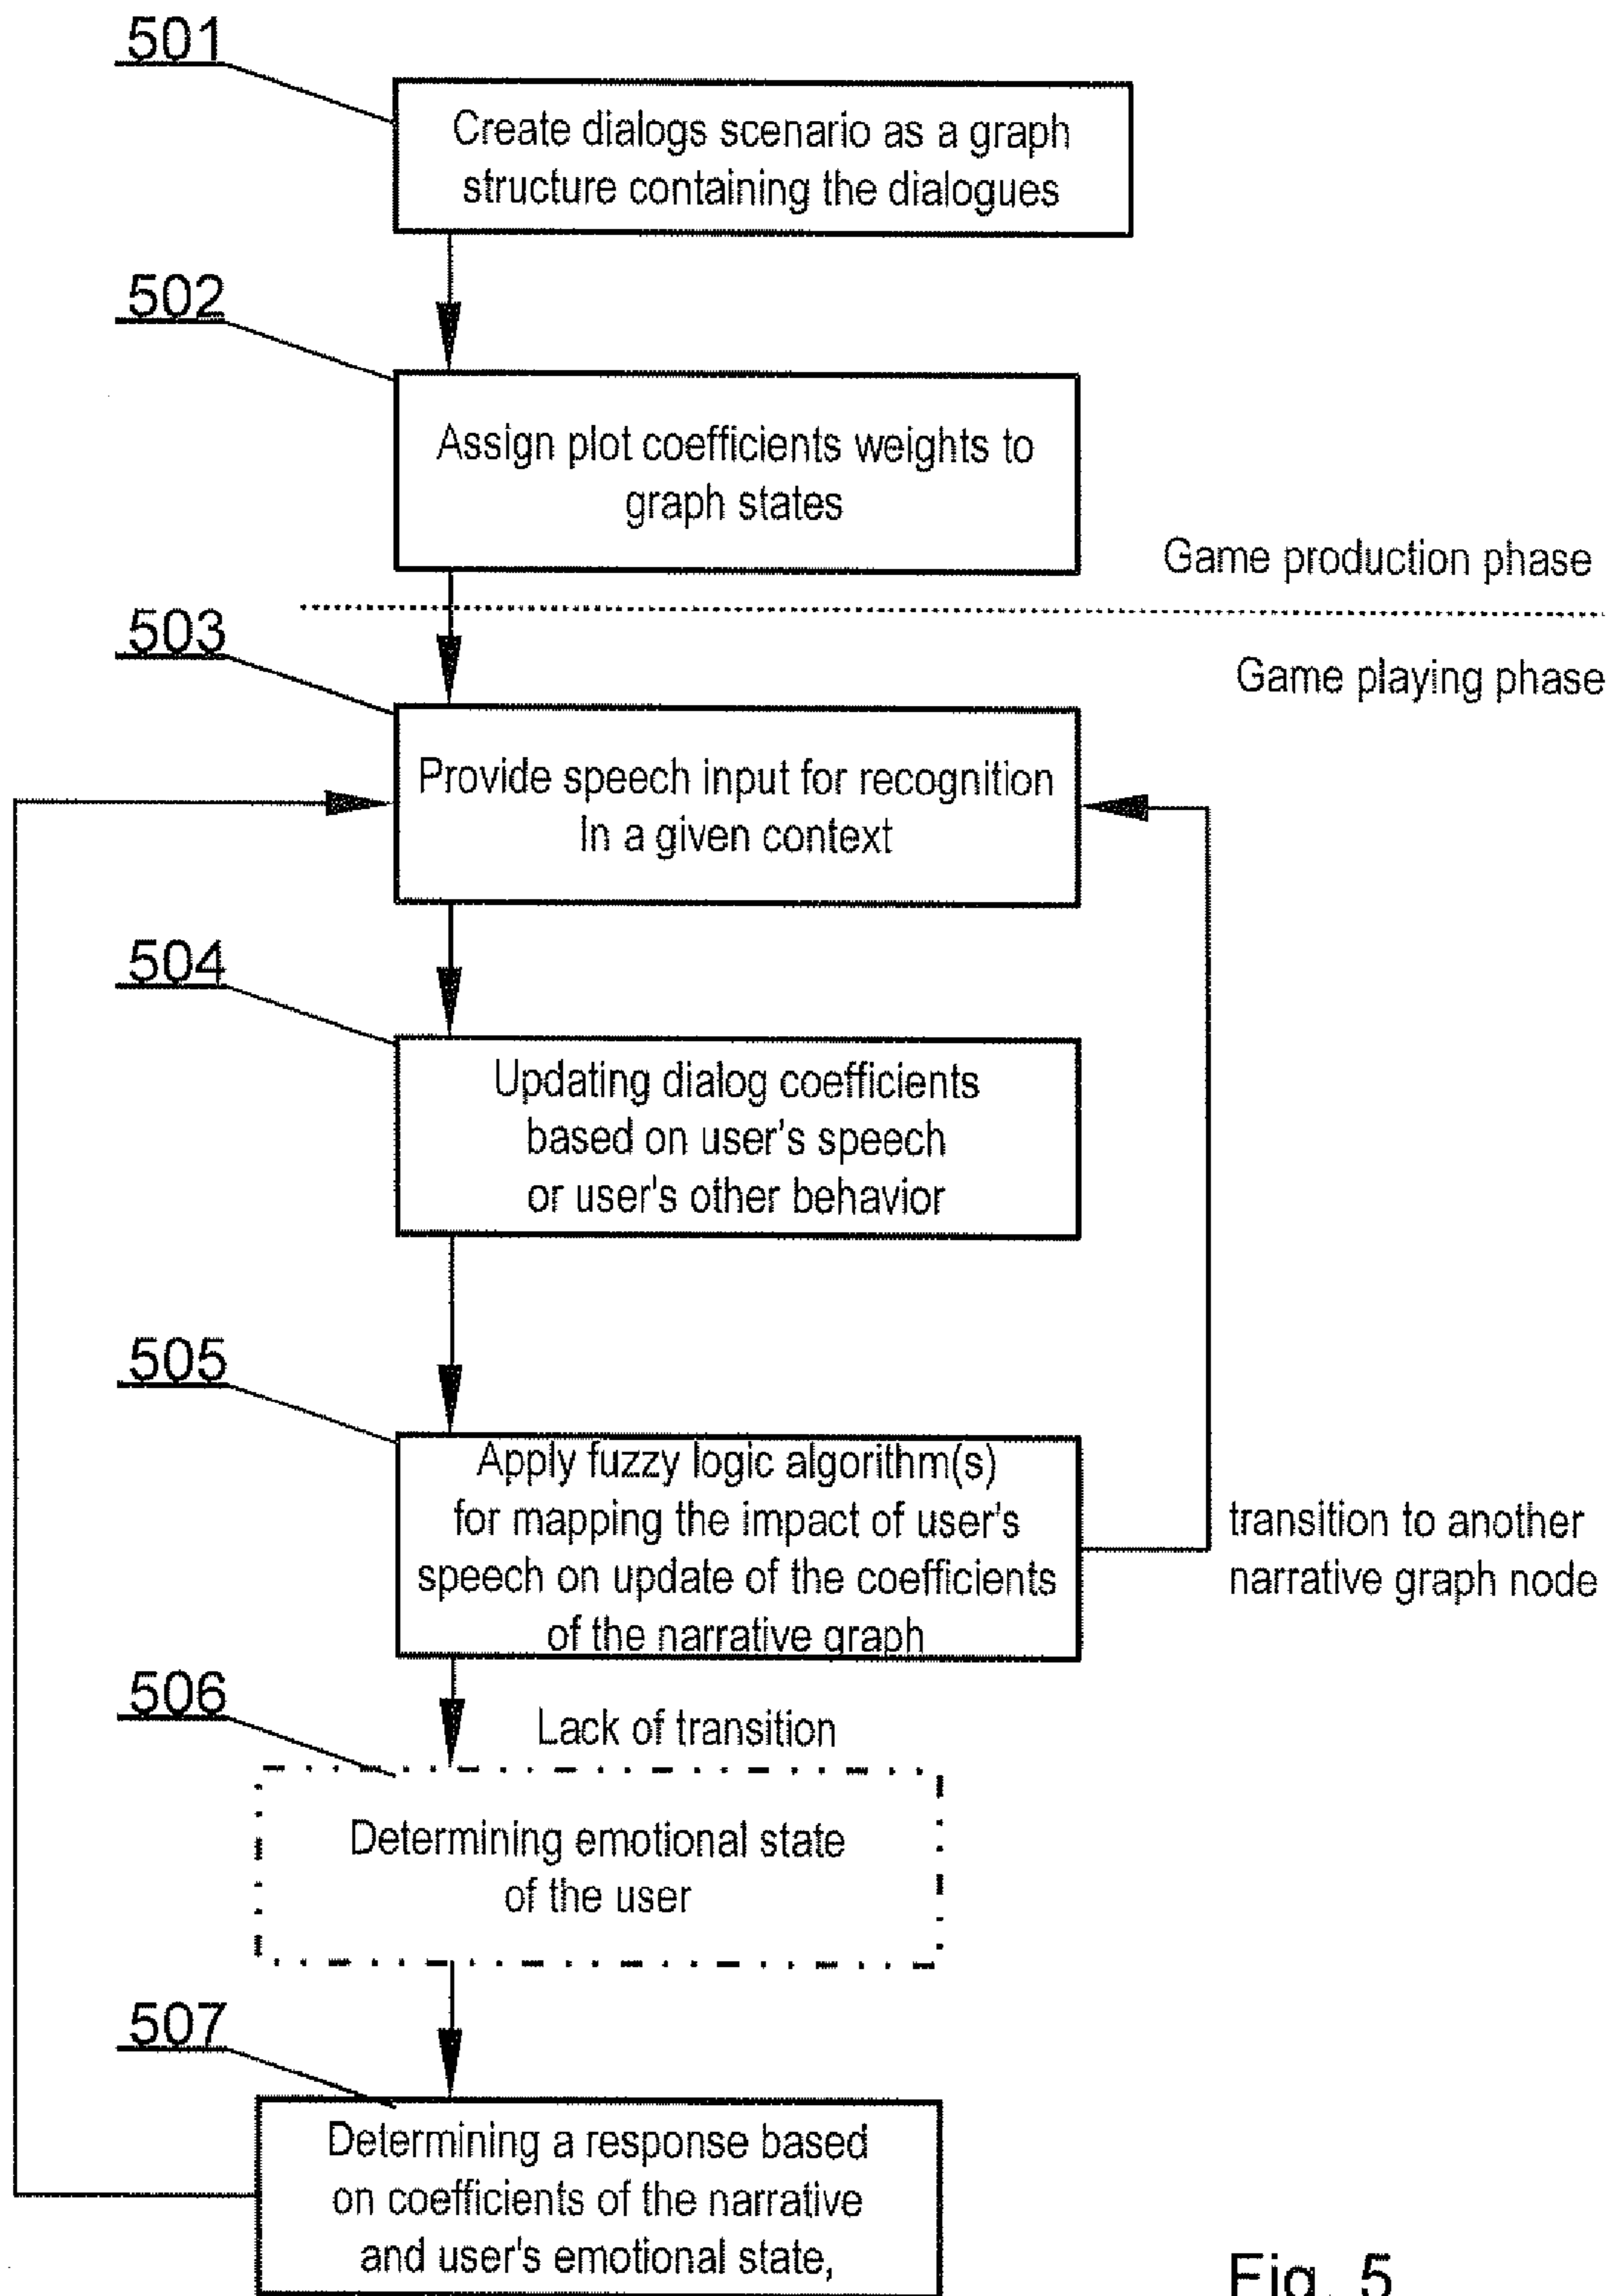 501
Create dialogs scenario as a graph
structure containing the dialogues
502
Assign plot coefficients weights to
graph states
Game production phase
503
Game playing phase
Provide speech input for recognition
In a given context
504
Updating dialog coefficients
based on user's speech
or user's other behavior
505
Apply fuzzy logic algorithm(s)
for mapping the impact of user's
speech on update of the coefficients
of the narrative graph
transition to another
narrative graph node
506
Lack of transition
Determining emotional state
of the user
507
Determining a response based
on coefficients of the narrative
and user's emotional state,
Fig. 5